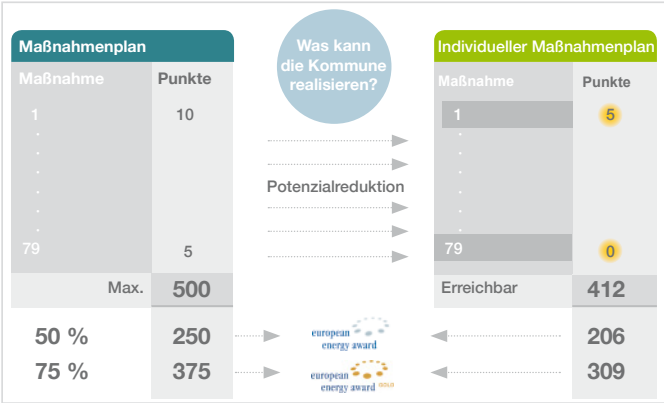 Maßnahmenplan
Maßnahme Punkte
1 10
.
.
.
.
.
.
79 5
Max. 500
50 % 250
75 % 375
Was kann
die Kommune
realisieren?
Potenzialreduktion
european
energy award
european
energy award GOLD
Individueller Maßnahmenplan
Maßnahme Punkte
1 5
.
.
.
.
.
.
79 0
Erreichbar 412
206
309